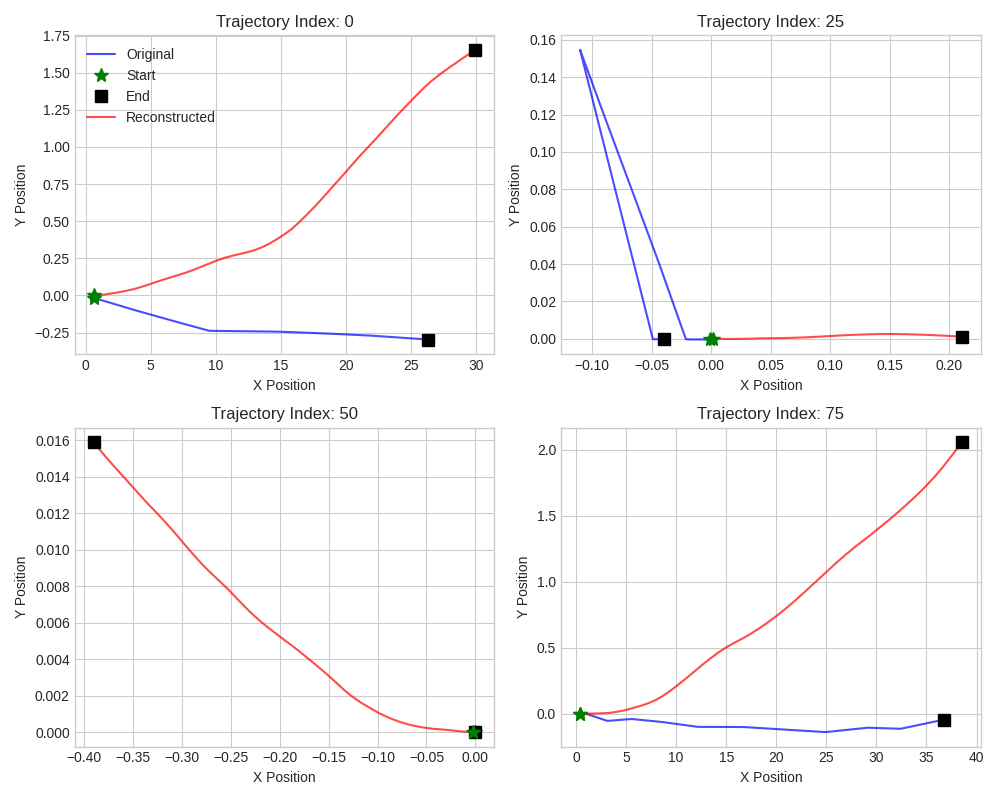 Trajectory Index: 0
1.75
1.50
1.25
1.00
0.75
0.50
0.25
0.00
−0.25
Y Position
Original
Start
End
Reconstructed
0 5 10 15 20 25 30
X Position
Trajectory Index: 25
0.16
0.14
0.12
0.10
0.08
0.06
0.04
0.02
0.00
Y Position
−0.10 −0.05 0.00 0.05 0.10 0.15 0.20
X Position
Trajectory Index: 50
0.016
0.014
0.012
0.010
0.008
0.006
0.004
0.002
0.000
Y Position
−0.40 −0.35 −0.30 −0.25 −0.20 −0.15 −0.10 −0.05 0.00
X Position
Trajectory Index: 75
2.0
1.5
1.0
0.5
0.0
Y Position
0 5 10 15 20 25 30 35 40
X Position